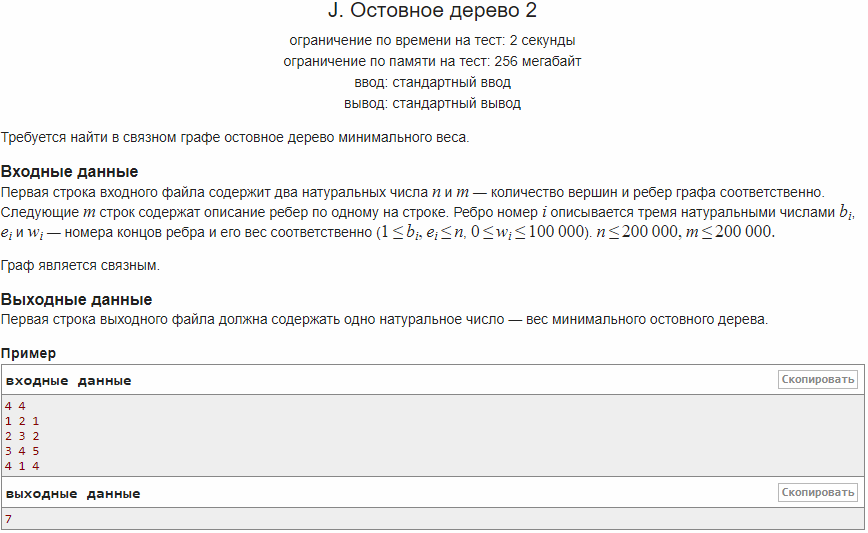 J. Остовное дерево 2
ограничение по времени на тест: 2 секунды
ограничение по памяти на тест: 256 мегабайт
ввод: стандартный ввод
вывод: стандартный вывод
Требуется найти в связном графе остовное дерево минимального веса.
Входные данные
Первая строка входного файла содержит два натуральных числа n и m — количество вершин и ребер графа соответственно.
Следующие m строк содержат описание ребер по одному на строке. Ребро номер i описывается тремя натуральными числами bᵢ,
eᵢ и wᵢ — номера концов ребра и его вес соответственно (1 ≤ bᵢ, eᵢ ≤ n, 0 ≤ wᵢ ≤ 100 000). n ≤ 200 000, m ≤ 200 000.
Граф является связным.
Выходные данные
Первая строка выходного файла должна содержать одно натуральное число — вес минимального остовного дерева.
Пример
входные данные Скопировать
4 4
1 2 1
2 3 2
3 4 5
4 1 4
выходные данные Скопировать
7